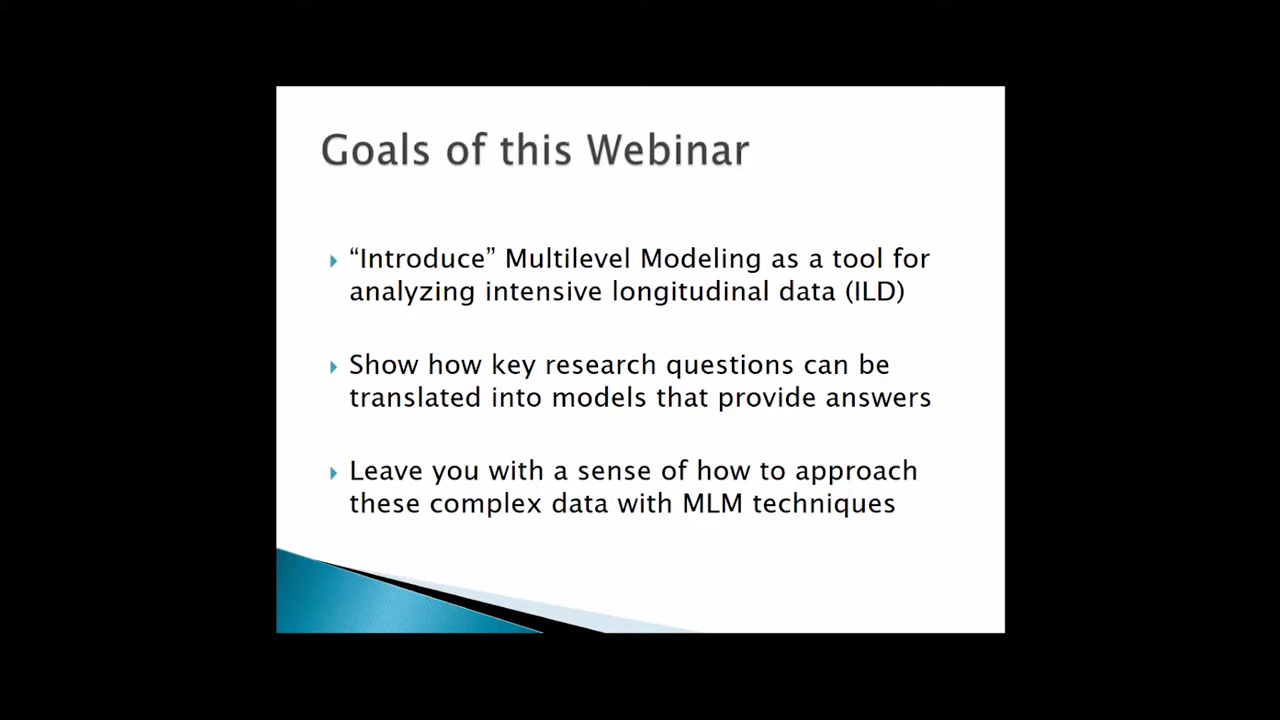 Goals of this Webinar
“Introduce” Multilevel Modeling as a tool for
analyzing intensive longitudinal data (ILD)
Show how key research questions can be
translated into models that provide answers
Leave you with a sense of how to approach
these complex data with MLM techniques